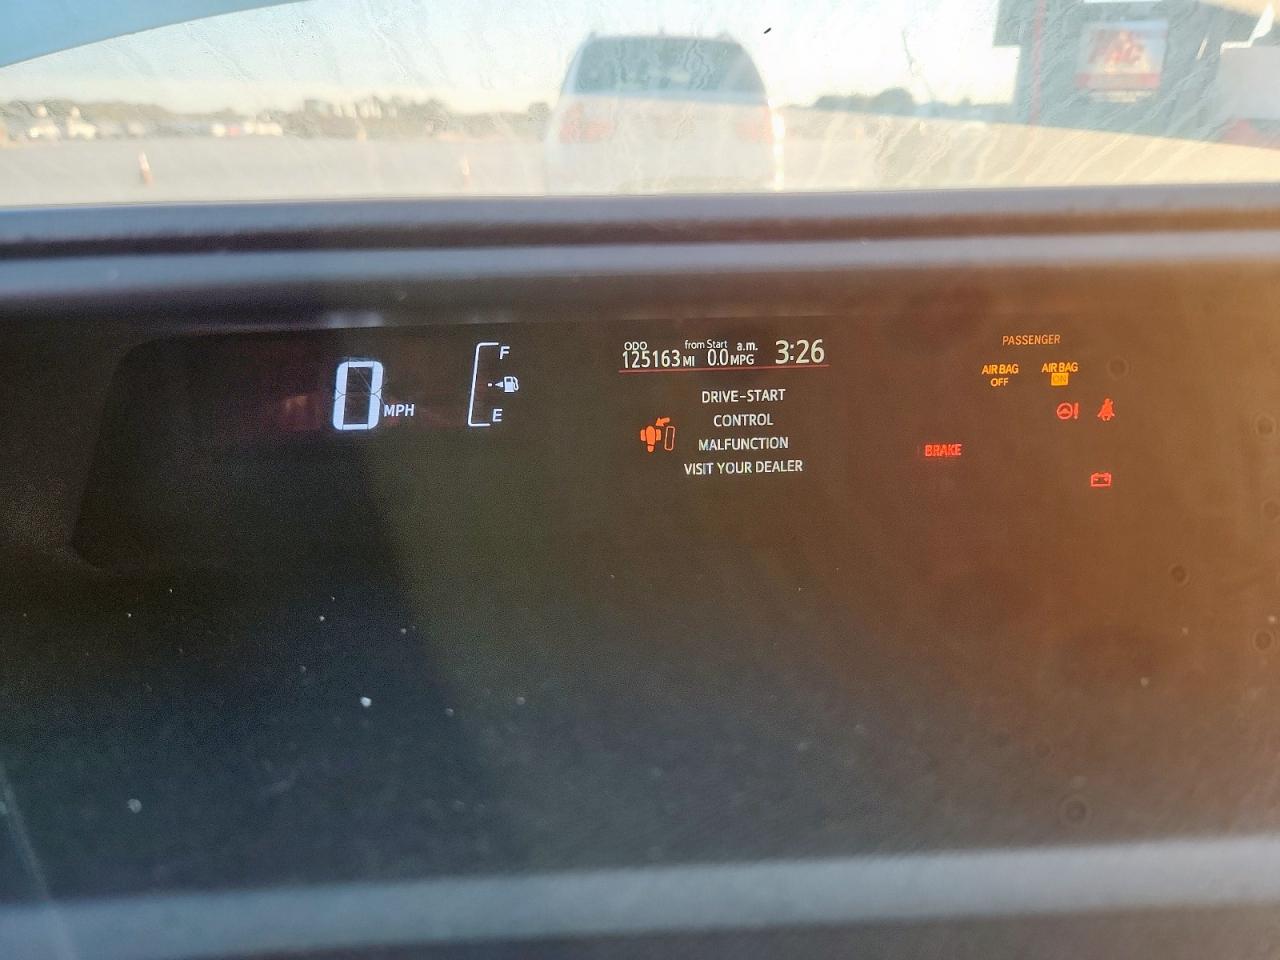 0 MPH
F
E
ODO 125163 MI
from Start 0.0 MPG
a.m. 3:26
DRIVE-START
CONTROL
MALFUNCTION
VISIT YOUR DEALER
PASSENGER
AIR BAG OFF
AIR BAG ON
BRAKE